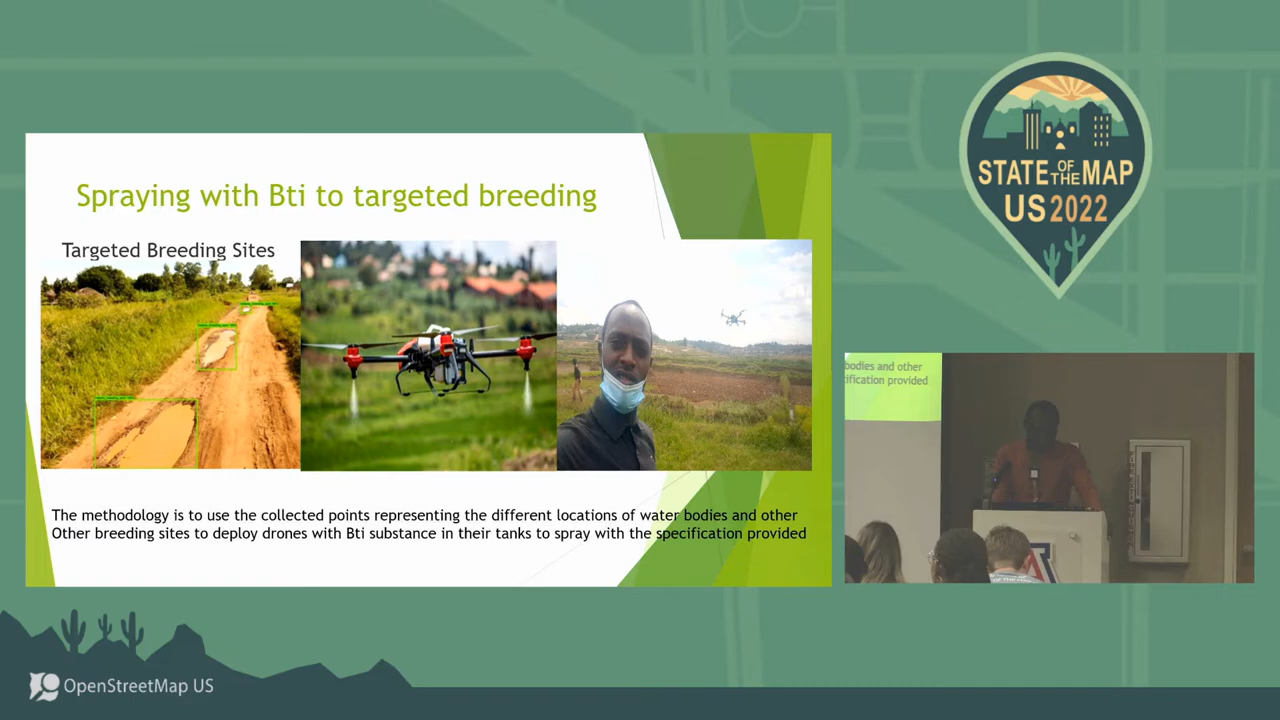 Spraying with Bti to targeted breeding
Targeted Breeding Sites
The methodology is to use the collected points representing the different locations of water bodies and other
Other breeding sites to deploy drones with Bti substance in their tanks to spray with the specification provided
STATE OF THE MAP
US 2022
bodies and other
ification provided
OpenStreetMap US